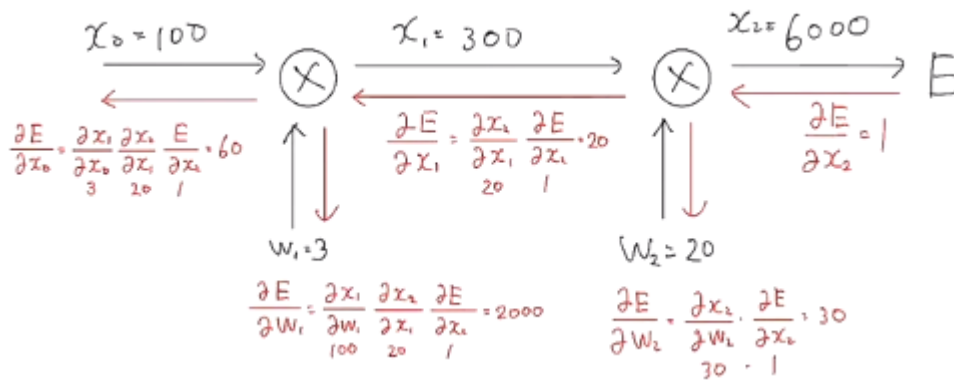 x₀ = 100
x₁ = 300
x₂ = 6000
E
∂E/∂x₀ = ∂x₁/∂x₀ ∂x₂/∂x₁ E/∂x₂ = 60
3 20 1
∂E/∂x₁ = ∂x₂/∂x₁ ∂E/∂x₂ = 20
20 1
∂E/∂x₂ = 1
w₁ = 3
W₂ = 20
∂E/∂W₁ = ∂x₁/∂w₁ ∂x₂/∂x₁ ∂E/∂x₂ = 2000
100 20 1
∂E/∂W₂ = ∂x₂/∂W₂ · ∂E/∂x₂ = 30
30 · 1